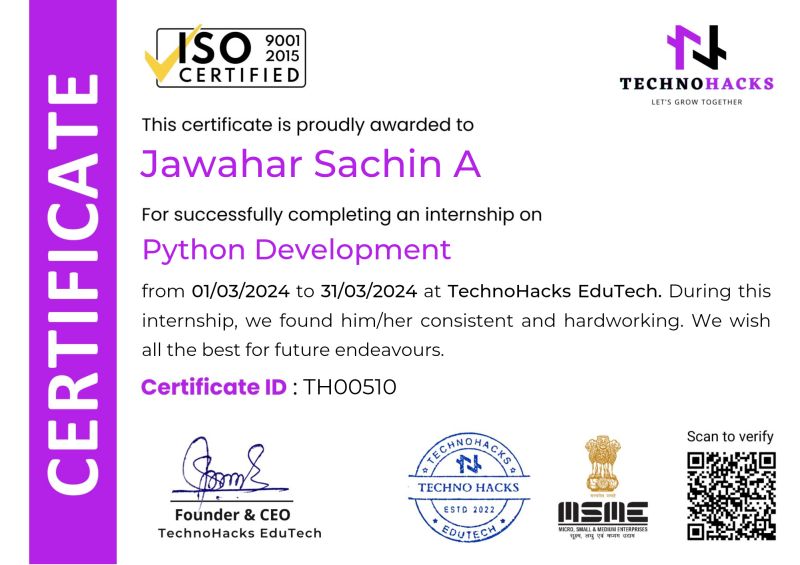 CERTIFICATE
ISO 9001
2015
CERTIFIED
TECHNOHACKS
LET'S GROW TOGETHER
This certificate is proudly awarded to
Jawahar Sachin A
For successfully completing an internship on
Python Development
from 01/03/2024 to 31/03/2024 at TechnoHacks EduTech. During this
internship, we found him/her consistent and hardworking. We wish
all the best for future endeavours.
Certificate ID : TH00510
Founder & CEO
TechnoHacks EduTech
TECHNOHACKS
TECHNO HACKS
ESTD 2022
EDUTECH
सत्यमेव जयते
MSME
MICRO, SMALL & MEDIUM ENTERPRISES
सूक्ष्म, लघु एवं मध्यम उद्यम
Scan to verify